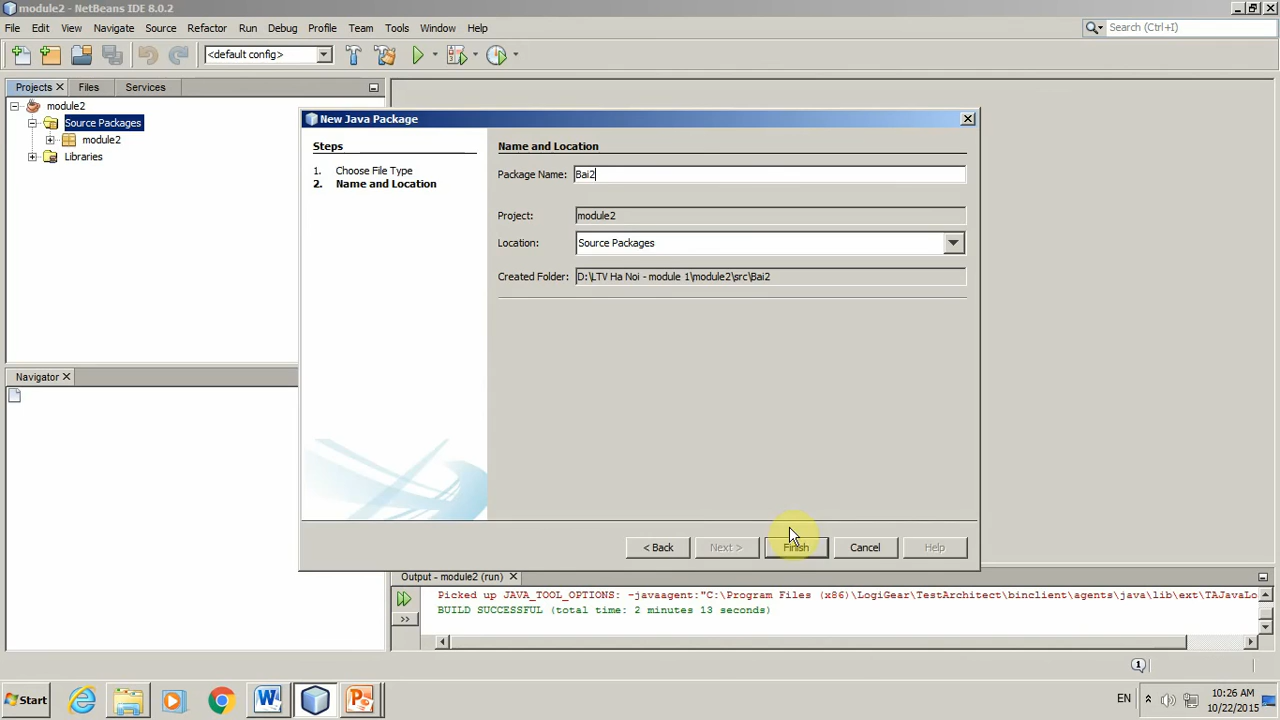 module2 - NetBeans IDE 8.0.2
File Edit View Navigate Source Refactor Run Debug Profile Team Tools Window Help
Search (Ctrl+I)
<default config>
Projects Files Services
module2
Source Packages
module2
Libraries
Navigator
New Java Package
Steps
1. Choose File Type
2. Name and Location
Name and Location
Package Name: Bai2
Project: module2
Location: Source Packages
Created Folder: D:\LTV Ha Noi - module 1\module2\src\Bai2
< Back Next > Finish Cancel Help
Output - module2 (run)
Picked up JAVA_TOOL_OPTIONS: -javaagent:"C:\Program Files (x86)\LogiGear\TestArchitect\binclient\agents\java\lib\ext\TAJavaLo
BUILD SUCCESSFUL (total time: 2 minutes 13 seconds)
>>
1
Start
EN
10:26 AM
10/22/2015